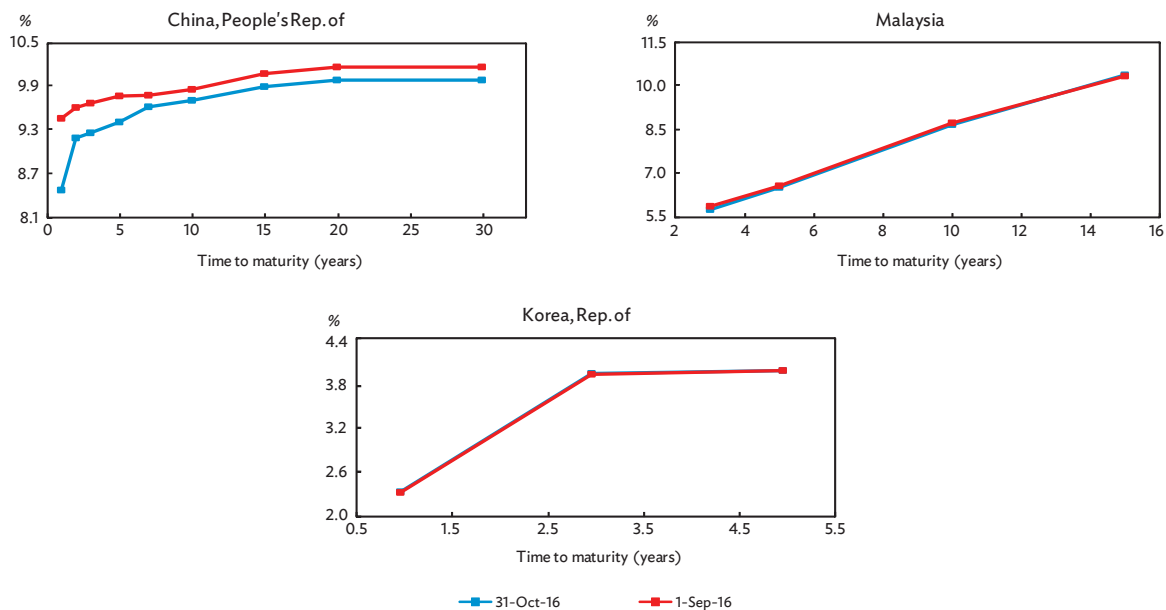 China, People's Rep. of
%
10.5
9.9
9.3
8.7
8.1
0 5 10 15 20 25 30
Time to maturity (years)
Malaysia
%
11.5
10.0
8.5
7.0
5.5
2 4 6 8 10 12 14 16
Time to maturity (years)
Korea, Rep. of
%
4.4
3.8
3.2
2.6
2.0
0.5 1.5 2.5 3.5 4.5 5.5
Time to maturity (years)
31-Oct-16 1-Sep-16